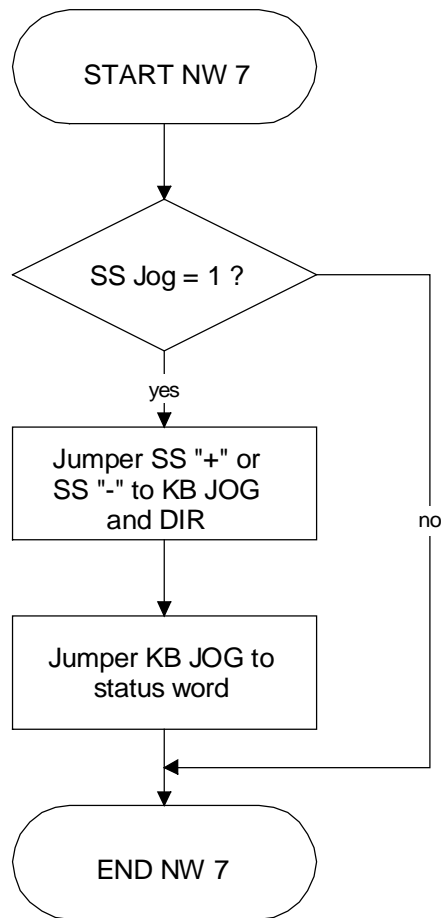 START NW 7
SS Jog = 1 ?
yes
Jumper SS "+" or
SS "-" to KB JOG
and DIR
no
Jumper KB JOG to
status word
END NW 7